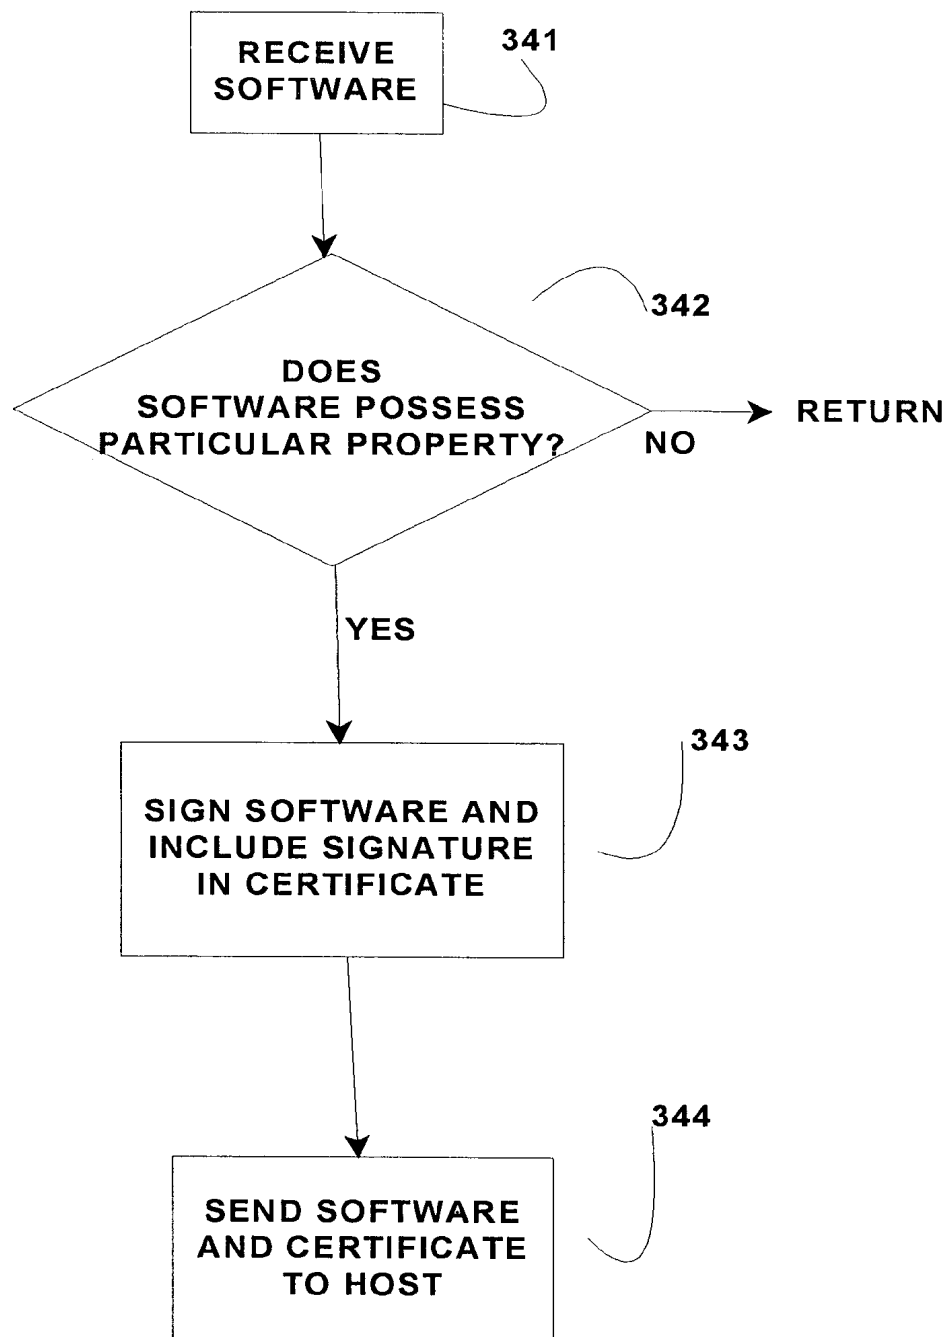 RECEIVE
SOFTWARE
341
342
DOES
SOFTWARE POSSESS
PARTICULAR PROPERTY?
RETURN
NO
YES
343
SIGN SOFTWARE AND
INCLUDE SIGNATURE
IN CERTIFICATE
344
SEND SOFTWARE
AND CERTIFICATE
TO HOST